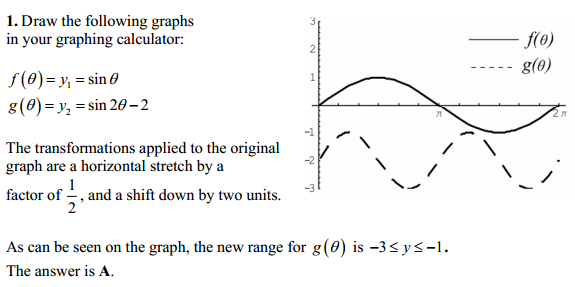 1. Draw the following graphs
in your graphing calculator:
f(θ) = y₁ = sin θ
g(θ) = y₂ = sin 2θ – 2
The transformations applied to the original
graph are a horizontal stretch by a
factor of 1/2, and a shift down by two units.
3
2
1
-1
-2
-3
π
2π
f(θ)
g(θ)
As can be seen on the graph, the new range for g(θ) is –3 ≤ y ≤ –1.
The answer is A.